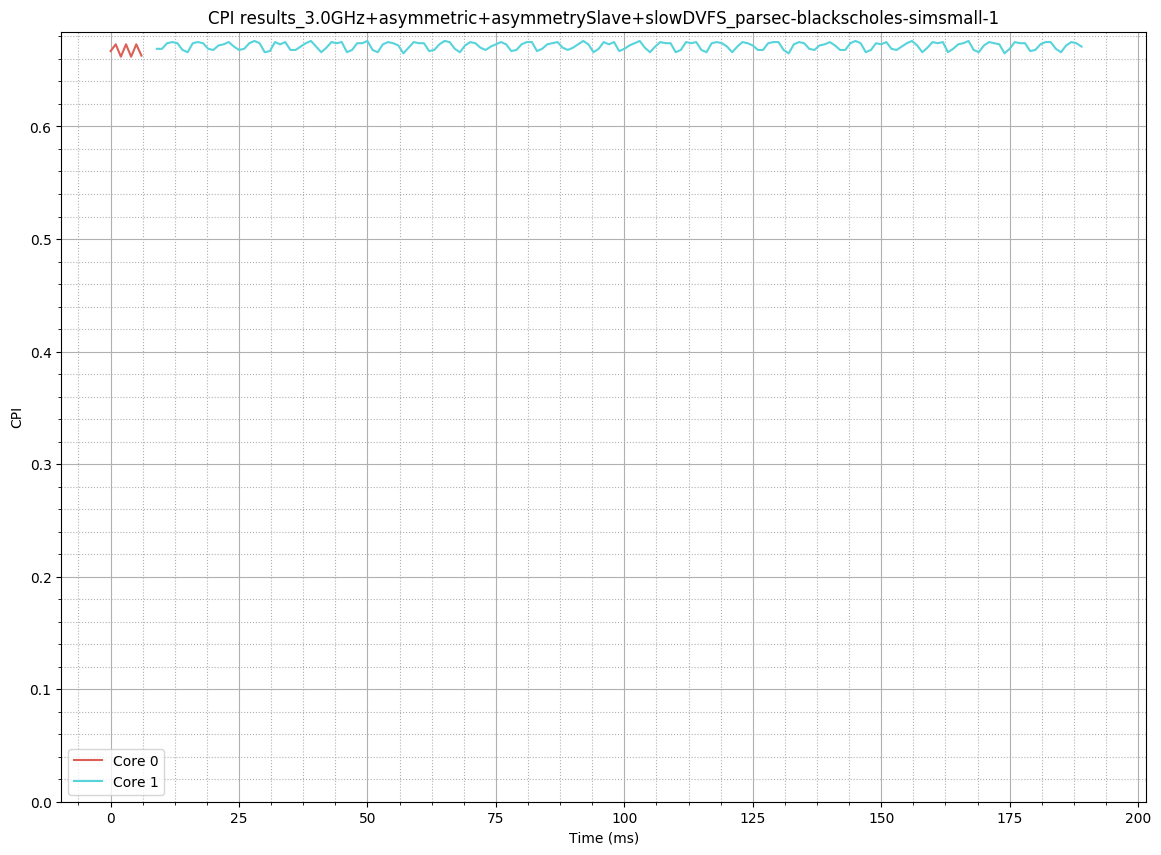 CPI results_3.0GHz+asymmetric+asymmetrySlave+slowDVFS_parsec-blackscholes-simsmall-1
CPI
0.6
0.5
0.4
0.3
0.2
0.1
0.0
Core 0
Core 1
0 25 50 75 100 125 150 175 200
Time (ms)